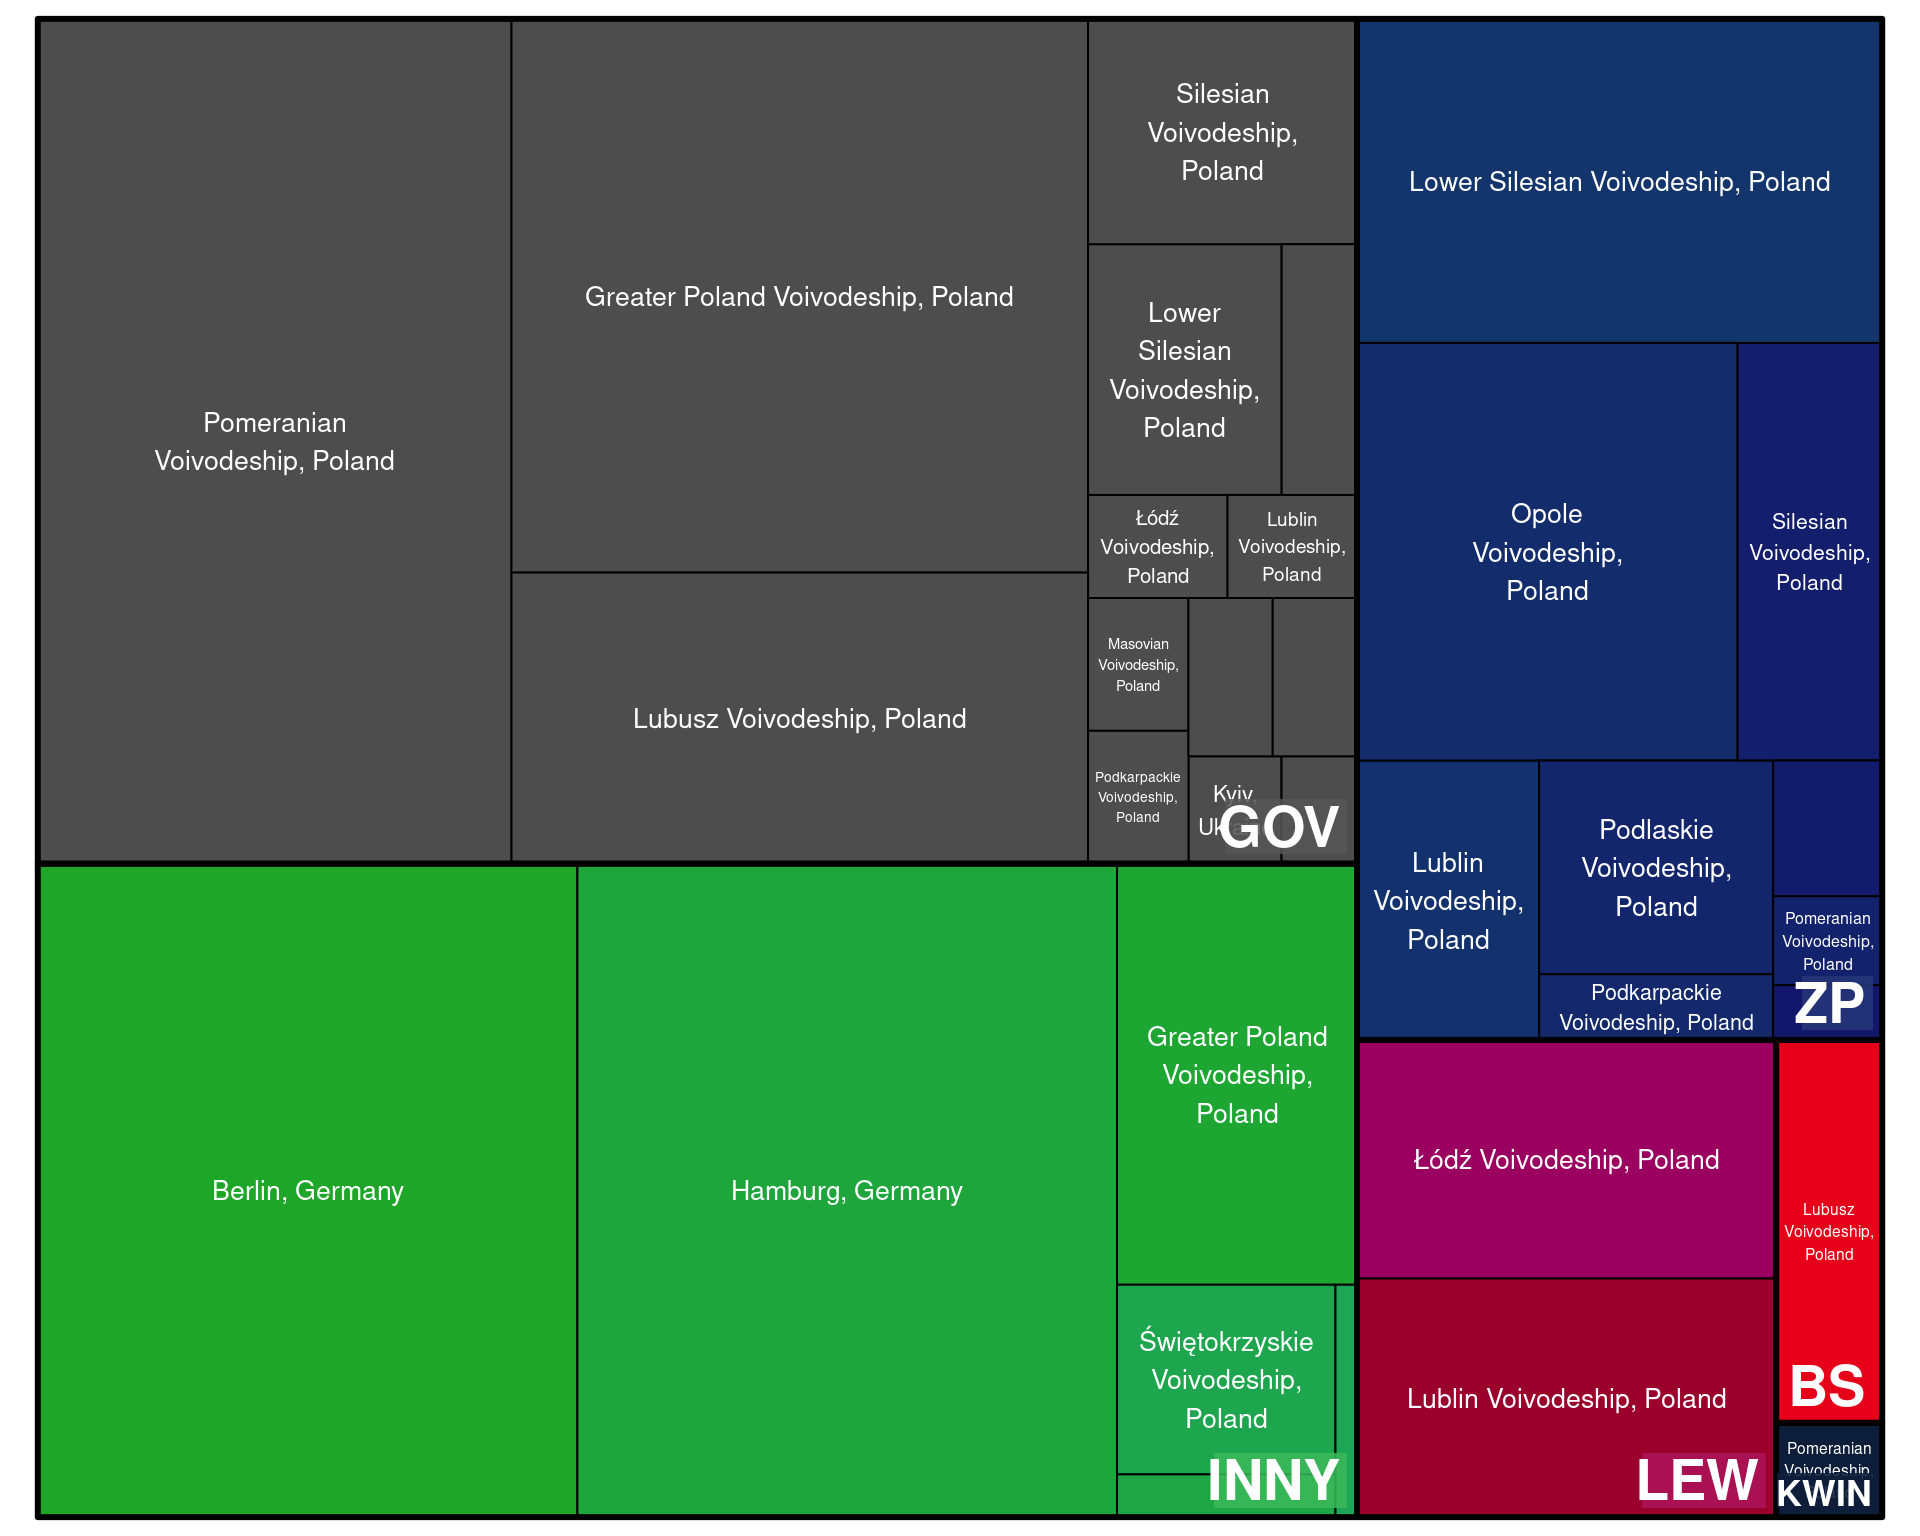 Pomeranian
Voivodeship, Poland
Greater Poland Voivodeship, Poland
Lubusz Voivodeship, Poland
Silesian
Voivodeship,
Poland
Lower
Silesian
Voivodeship,
Poland
Łódź
Voivodeship,
Poland
Lublin
Voivodeship,
Poland
Masovian
Voivodeship,
Poland
Podkarpackie
Voivodeship,
Poland
Kyiv,
GOV
Lower Silesian Voivodeship, Poland
Opole
Voivodeship,
Poland
Silesian
Voivodeship,
Poland
Lublin
Voivodeship,
Poland
Podlaskie
Voivodeship,
Poland
Podkarpackie
Voivodeship, Poland
Pomeranian
Voivodeship,
Poland
ZP
Berlin, Germany
Hamburg, Germany
Greater Poland
Voivodeship,
Poland
Świętokrzyskie
Voivodeship,
Poland
INNY
Łódź Voivodeship, Poland
Lublin Voivodeship, Poland
LEW
Lubusz
Voivodeship,
Poland
BS
Pomeranian
Voivodeship,
KWIN